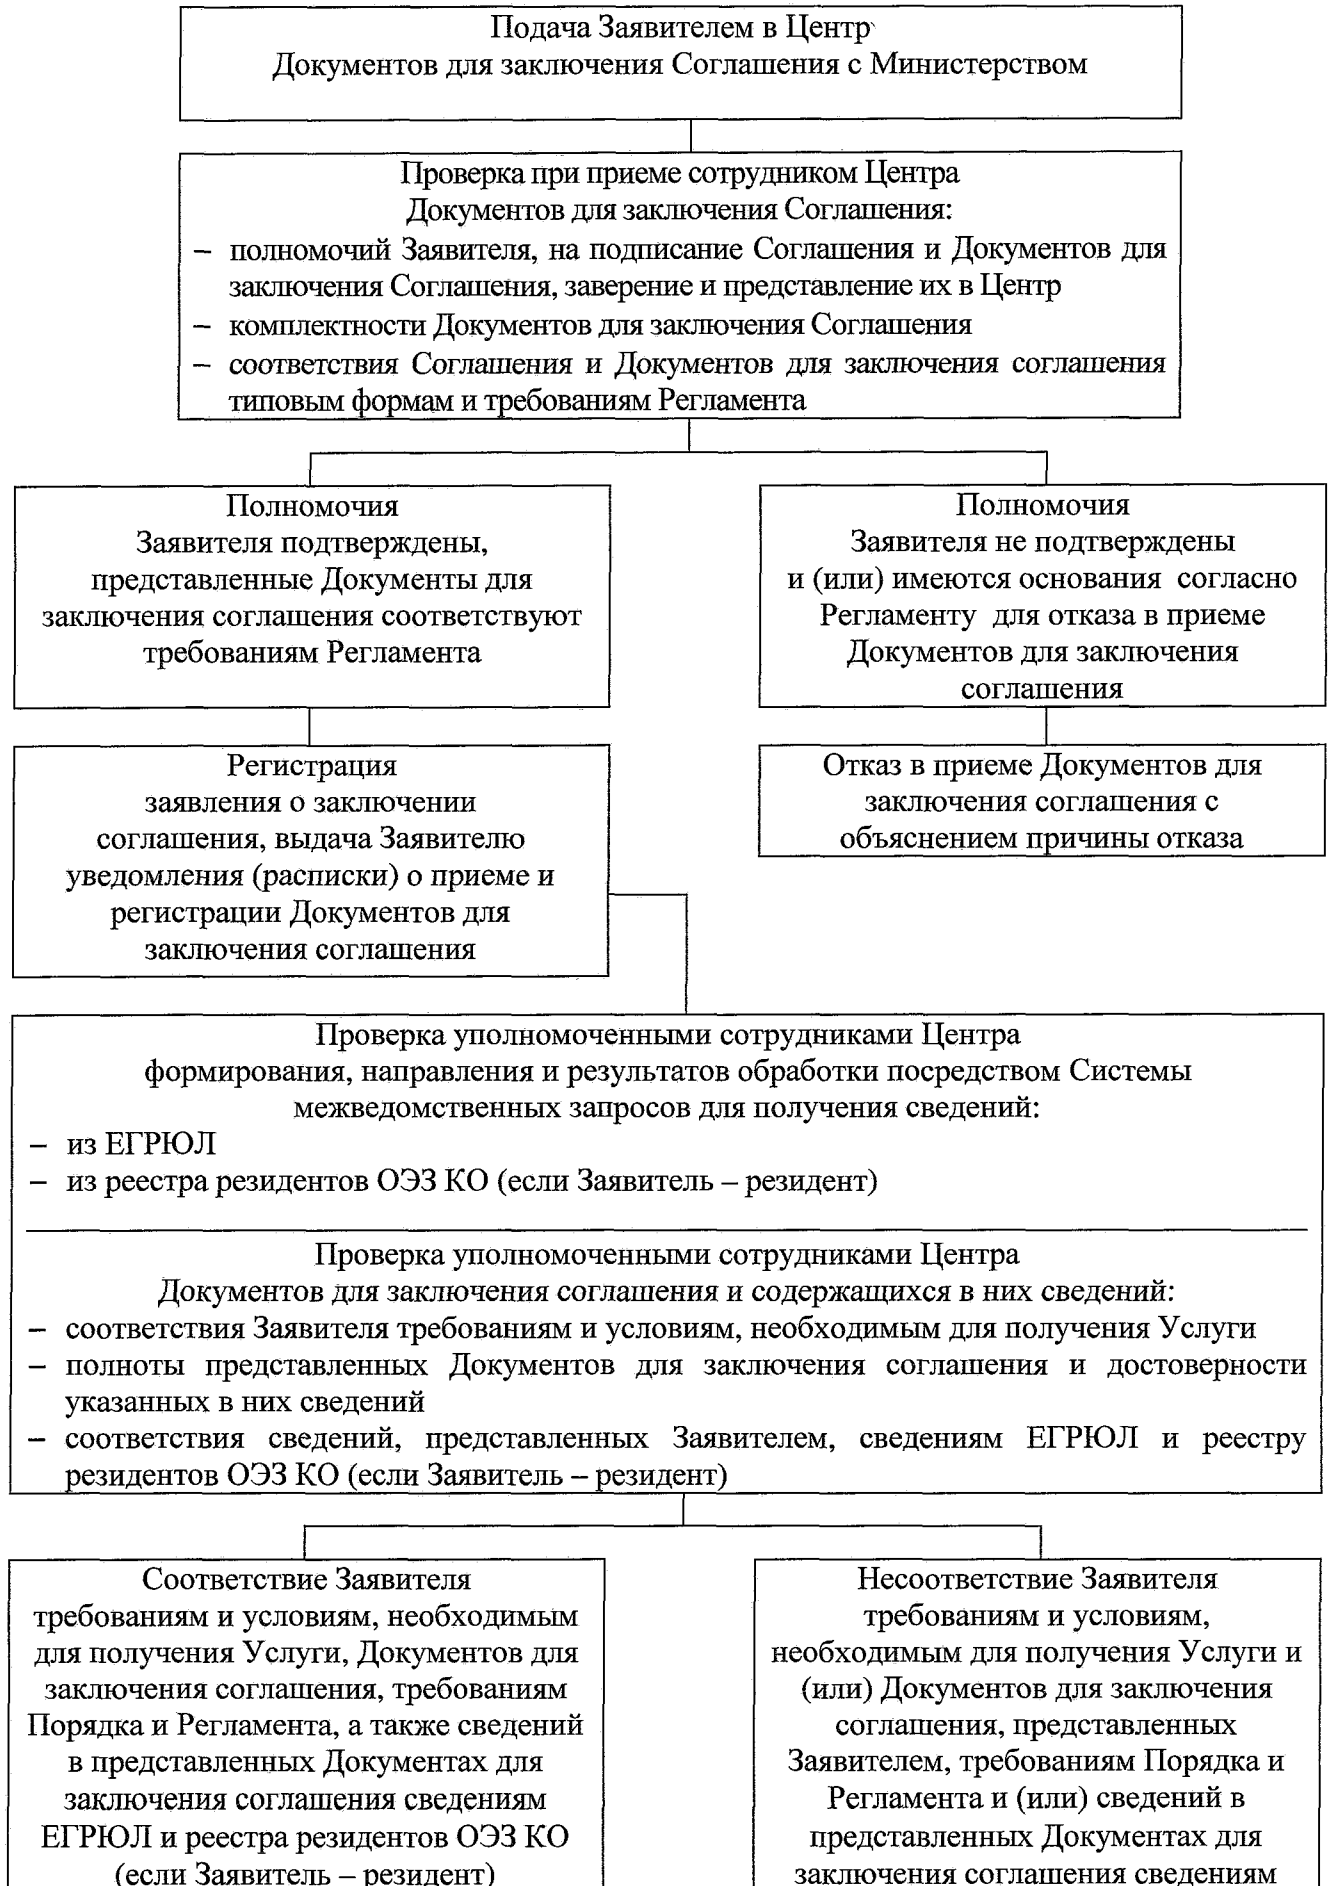 Подача Заявителем в Центр
Документов для заключения Соглашения с Министерством
Проверка при приеме сотрудником Центра
Документов для заключения Соглашения:
– полномочий Заявителя, на подписание Соглашения и Документов для
заключения Соглашения, заверение и представление их в Центр
– комплектности Документов для заключения Соглашения
– соответствия Соглашения и Документов для заключения соглашения
типовым формам и требованиям Регламента
Полномочия
Заявителя подтверждены,
представленные Документы для
заключения соглашения соответствуют
требованиям Регламента
Полномочия
Заявителя не подтверждены
и (или) имеются основания согласно
Регламенту для отказа в приеме
Документов для заключения
соглашения
Регистрация
заявления о заключении
соглашения, выдача Заявителю
уведомления (расписки) о приеме и
регистрации Документов для
заключения соглашения
Отказ в приеме Документов для
заключения соглашения с
объяснением причины отказа
Проверка уполномоченными сотрудниками Центра
формирования, направления и результатов обработки посредством Системы
межведомственных запросов для получения сведений:
– из ЕГРЮЛ
– из реестра резидентов ОЭЗ КО (если Заявитель – резидент)
Проверка уполномоченными сотрудниками Центра
Документов для заключения соглашения и содержащихся в них сведений:
– соответствия Заявителя требованиям и условиям, необходимым для получения Услуги
– полноты представленных Документов для заключения соглашения и достоверности
указанных в них сведений
– соответствия сведений, представленных Заявителем, сведениям ЕГРЮЛ и реестру
резидентов ОЭЗ КО (если Заявитель – резидент)
Соответствие Заявителя
требованиям и условиям, необходимым
для получения Услуги, Документов для
заключения соглашения, требованиям
Порядка и Регламента, а также сведений
в представленных Документах для
заключения соглашения сведениям
ЕГРЮЛ и реестра резидентов ОЭЗ КО
(если Заявитель – резидент)
Несоответствие Заявителя
требованиям и условиям,
необходимым для получения Услуги и
(или) Документов для заключения
соглашения, представленных
Заявителем, требованиям Порядка и
Регламента и (или) сведений в
представленных Документах для
заключения соглашения сведениям